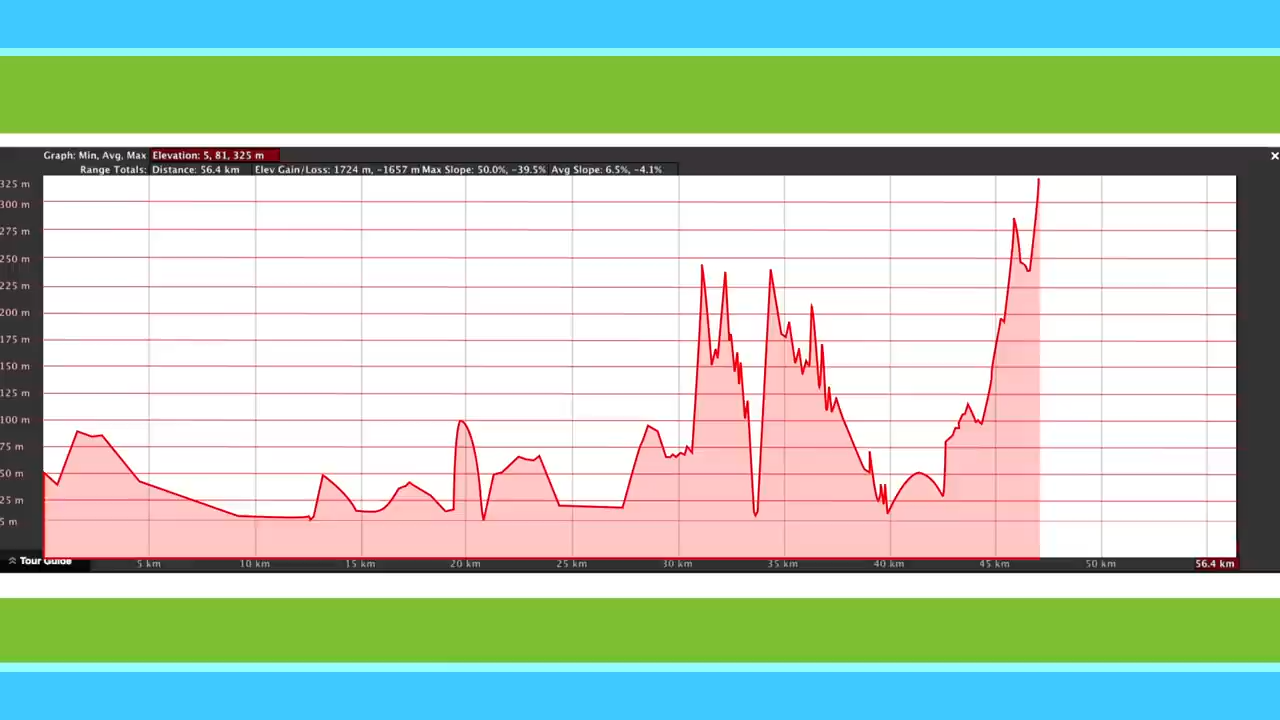 Graph: Min, Avg, Max Elevation: 5, 81, 325 m
Range Totals: Distance: 56.4 km Elev Gain/Loss: 1724 m, -1657 m Max Slope: 50.0%, -39.5% Avg Slope: 6.5%, -4.1%
325 m
300 m
275 m
250 m
225 m
200 m
175 m
150 m
125 m
100 m
75 m
50 m
25 m
5 m
Tour Guide
5 km 10 km 15 km 20 km 25 km 30 km 35 km 40 km 45 km 50 km 56.4 km